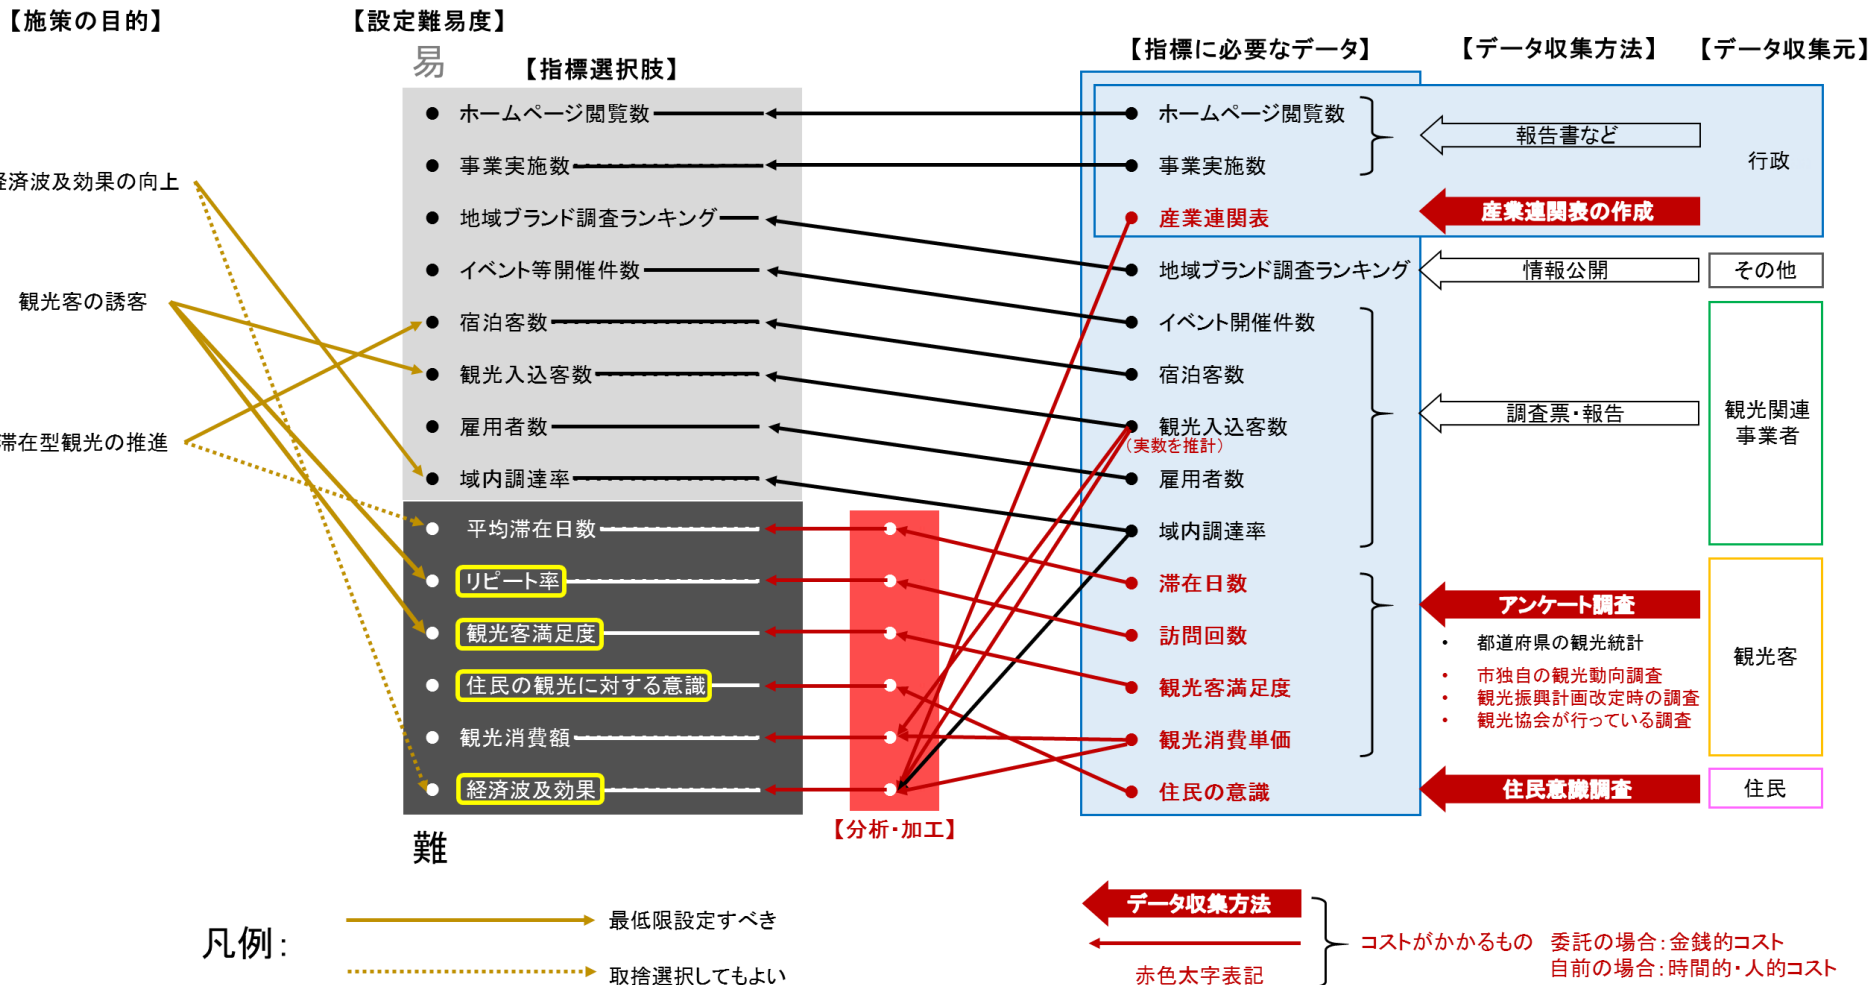 【施策の目的】
【設定難易度】
易
【指標選択肢】
【指標に必要なデータ】
【データ収集方法】
【データ収集元】
経済波及効果の向上
観光客の誘客
滞在型観光の推進
ホームページ閲覧数
事業実施数
地域ブランド調査ランキング
イベント等開催件数
宿泊客数
観光入込客数
雇用者数
域内調達率
平均滞在日数
リピート率
観光客満足度
住民の観光に対する意識
観光消費額
経済波及効果
難
【分析・加工】
ホームページ閲覧数
事業実施数
産業連関表
地域ブランド調査ランキング
イベント開催件数
宿泊客数
観光入込客数
(実数を推計)
雇用者数
域内調達率
滞在日数
訪問回数
観光客満足度
観光消費単価
住民の意識
報告書など
産業連関表の作成
情報公開
調査票・報告
アンケート調査
・ 都道府県の観光統計
・ 市独自の観光動向調査
・ 観光振興計画改定時の調査
・ 観光協会が行っている調査
住民意識調査
行政
その他
観光関連
事業者
観光客
住民
凡例:
最低限設定すべき
取捨選択してもよい
データ収集方法
赤色太字表記
コストがかかるもの
委託の場合:金銭的コスト
自前の場合:時間的・人的コスト